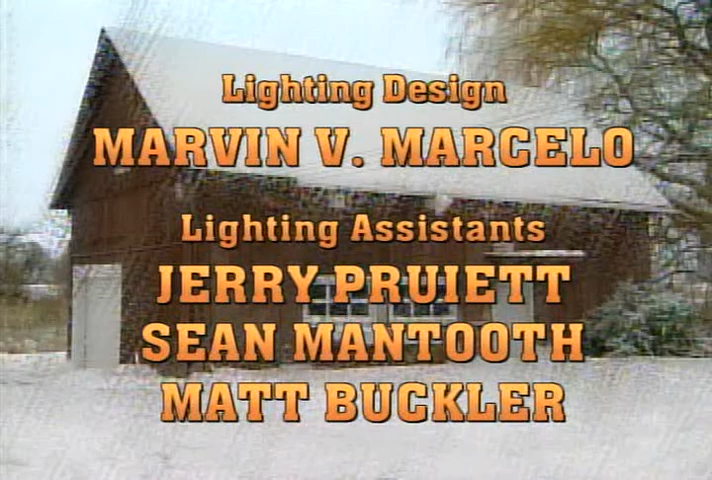 Lighting Design
MARVIN V. MARCELO
Lighting Assistants
JERRY PRUIETT
SEAN MANTOOTH
MATT BUCKLER